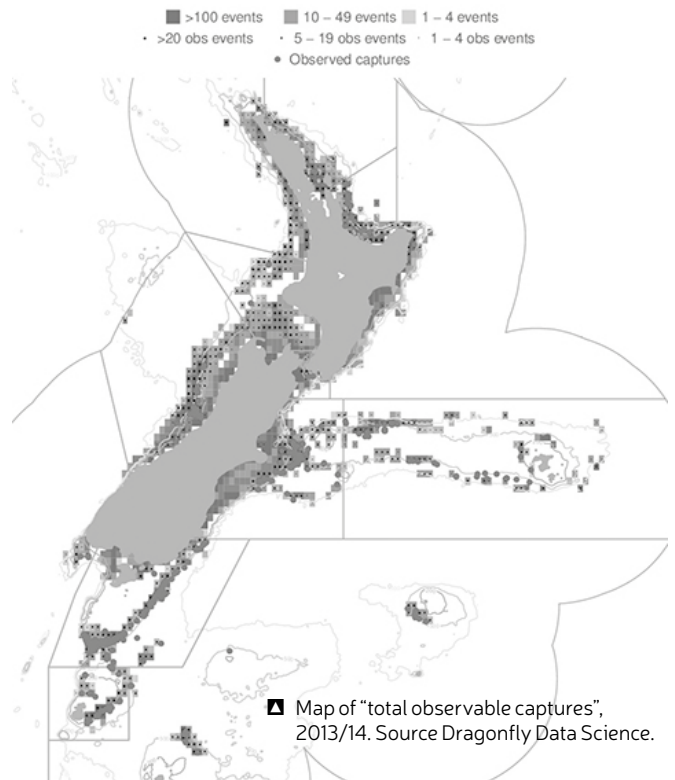 >100 events 10 – 49 events 1 – 4 events
>20 obs events 5 – 19 obs events 1 – 4 obs events
Observed captures
Map of “total observable captures”,
2013/14. Source Dragonfly Data Science.